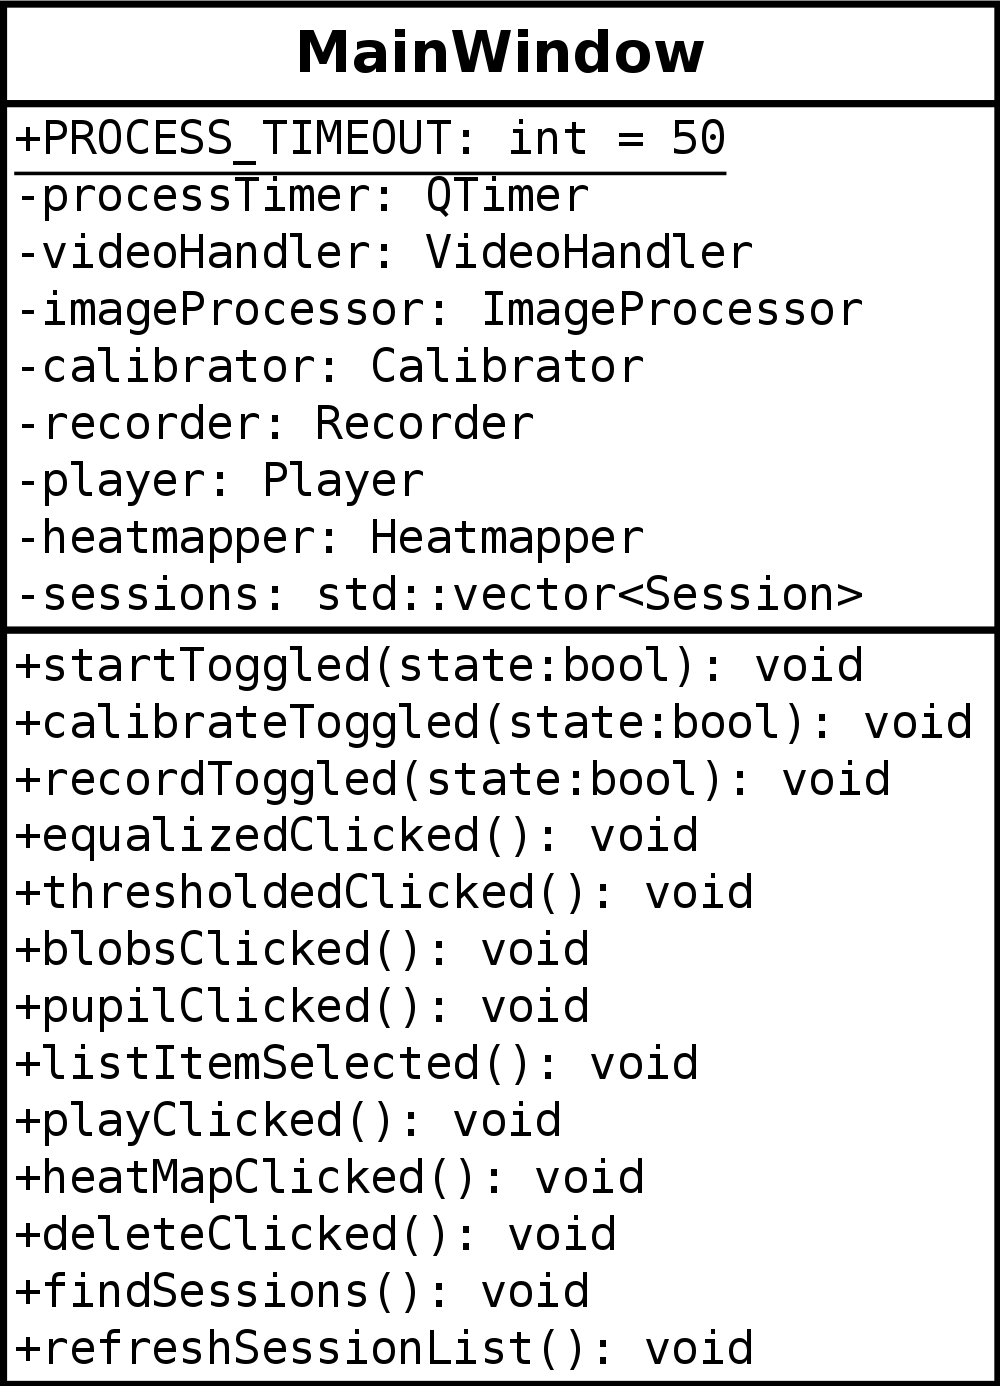 MainWindow
+PROCESS_TIMEOUT: int = 50
-processTimer: QTimer
-videoHandler: VideoHandler
-imageProcessor: ImageProcessor
-calibrator: Calibrator
-recorder: Recorder
-player: Player
-heatmapper: Heatmapper
-sessions: std::vector<Session>
+startToggled(state:bool): void
+calibrateToggled(state:bool): void
+recordToggled(state:bool): void
+equalizedClicked(): void
+thresholdedClicked(): void
+blobsClicked(): void
+pupilClicked(): void
+listItemSelected(): void
+playClicked(): void
+heatMapClicked(): void
+deleteClicked(): void
+findSessions(): void
+refreshSessionList(): void